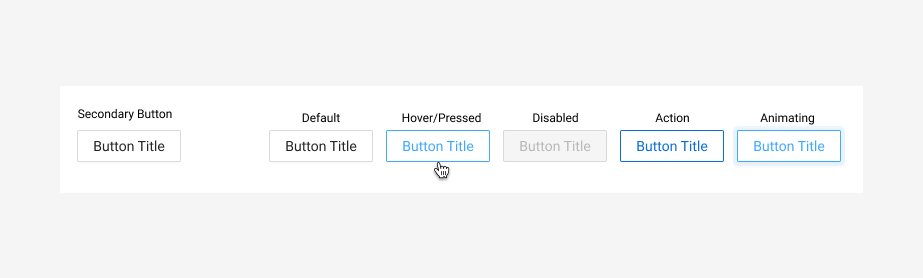 Secondary Button
Default
Hover/Pressed
Disabled
Action
Animating
Button Title
Button Title
Button Title
Button Title
Button Title
Button Title